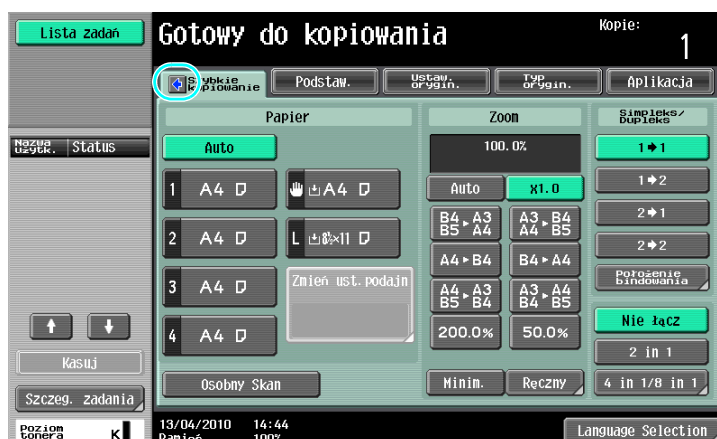 Lista zadań
Gotowy do kopiowania
Kopie:
1
Szybkie
kopiowanie
Podstaw.
Ustaw.
orygin.
Typ
orygin.
Aplikacja
Nazwa
użytk.
Status
Papier
Auto
1 A4
A4
2 A4
L 8½×11
3 A4
Zmień ust.podajn
4 A4
Osobny Skan
Zoom
100.0%
Auto
x1.0
B4▸A3
B5▸A4
A3▸B4
A4▸B5
A4▸B4
B4▸A4
A4▸A3
B5▸B4
A3▸A4
B4▸B5
200.0%
50.0%
Minim.
Ręczny
Simpleks/
Dupleks
1➧1
1➧2
2➧1
2➧2
Położenie
bindowania
Nie łącz
2 in 1
4 in 1/8 in 1
Kasuj
Szczeg. zadania
Poziom
tonera
K
13/04/2010 14:44
Pamięć 100%
Language Selection